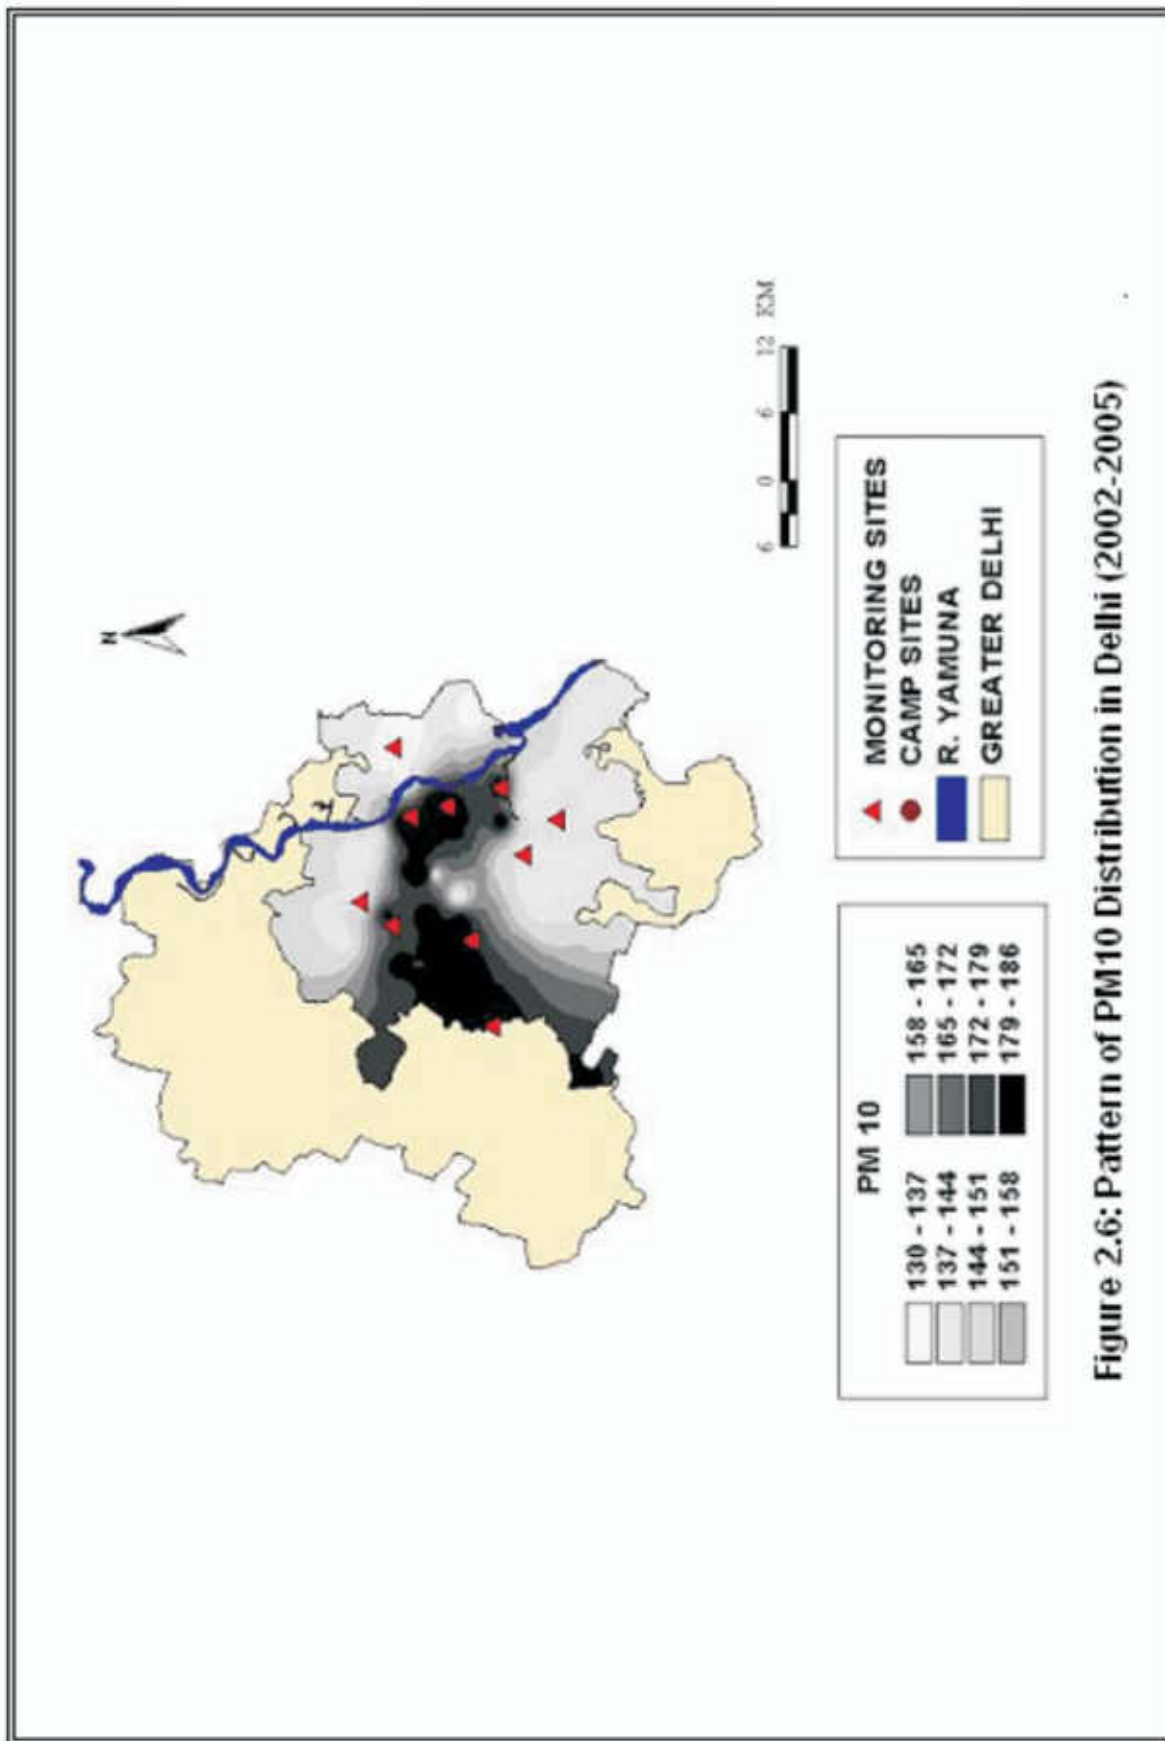 N
6 0 6 12 KM
PM 10
130 - 137
137 - 144
144 - 151
151 - 158
158 - 165
165 - 172
172 - 179
179 - 186
MONITORING SITES
CAMP SITES
R. YAMUNA
GREATER DELHI
Figure 2.6: Pattern of PM10 Distribution in Delhi (2002-2005)